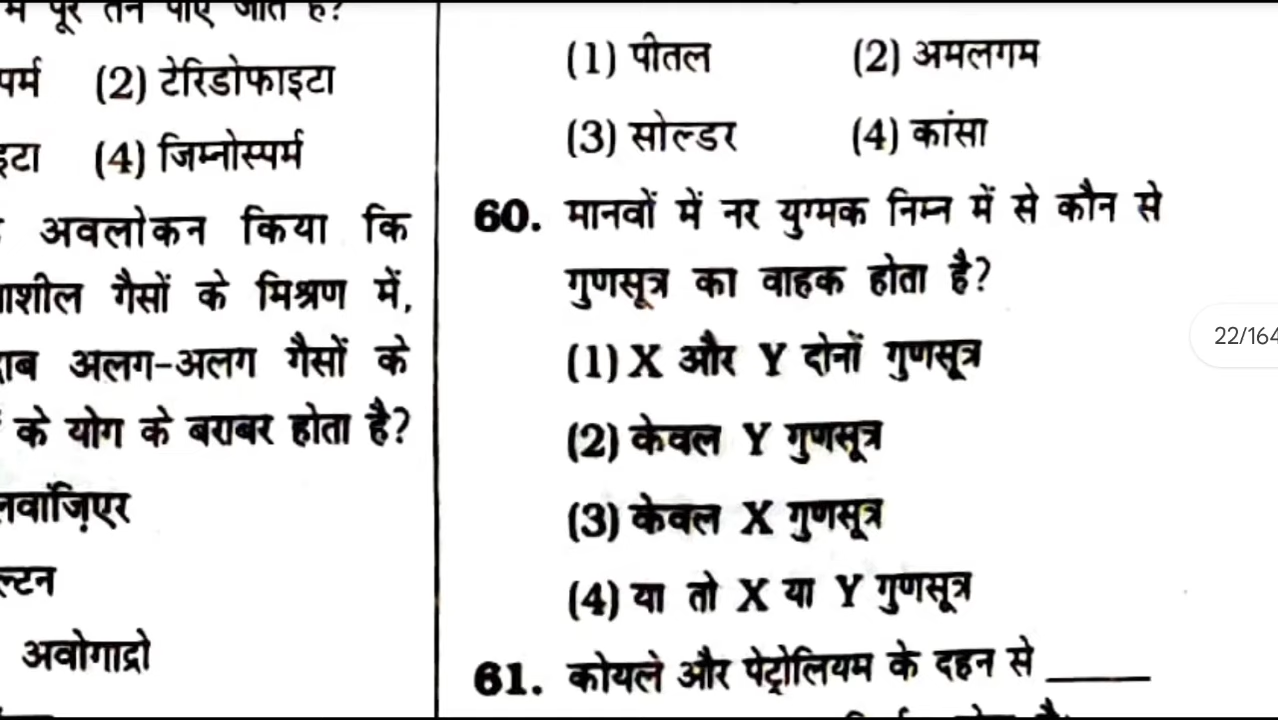 में पूरे तने पाए जाते हैं?
पर्म (2) टेरिडोफाइटा
इटा (4) जिम्नोस्पर्म
अवलोकन किया कि
शील गैसों के मिश्रण में,
अलग-अलग गैसों के
के योग के बराबर होता है?
अवोगाद्रो
(1) पीतल (2) अमलगम
(3) सोल्डर (4) कांसा
60. मानवों में नर युग्मक निम्न में से कौन से
गुणसूत्र का वाहक होता है?
(1) X और Y दोनों गुणसूत्र
(2) केवल Y गुणसूत्र
(3) केवल X गुणसूत्र
(4) या तो X या Y गुणसूत्र
61. कोयले और पेट्रोलियम के दहन से ______
22/164